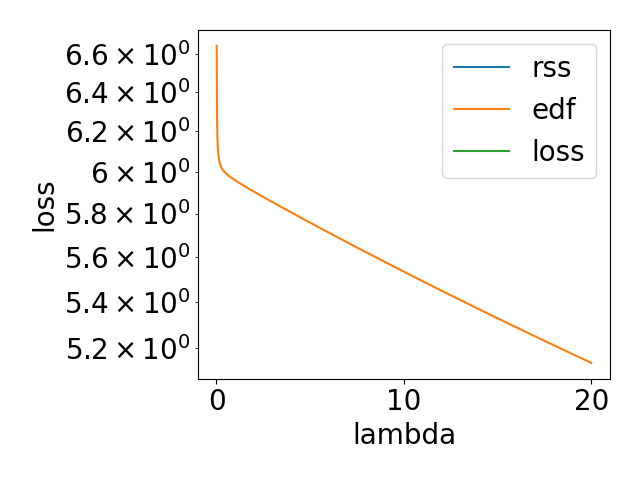 6.6 × 10⁰
6.4 × 10⁰
6.2 × 10⁰
6 × 10⁰
5.8 × 10⁰
5.6 × 10⁰
5.4 × 10⁰
5.2 × 10⁰
loss
rss
edf
loss
0 10 20
lambda